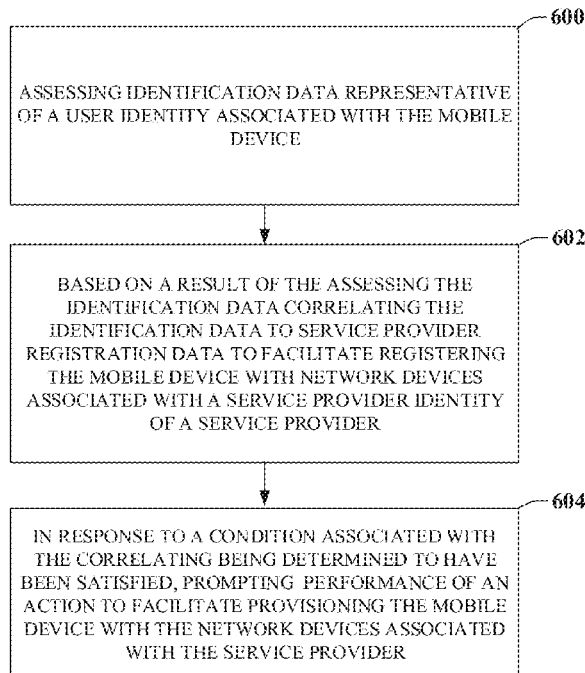 600
ASSESSING IDENTIFICATION DATA REPRESENTATIVE
OF A USER IDENTITY ASSOCIATED WITH THE MOBILE
DEVICE
602
BASED ON A RESULT OF THE ASSESSING THE
IDENTIFICATION DATA CORRELATING THE
IDENTIFICATION DATA TO SERVICE PROVIDER
REGISTRATION DATA TO FACILITATE REGISTERING
THE MOBILE DEVICE WITH NETWORK DEVICES
ASSOCIATED WITH A SERVICE PROVIDER IDENTITY
OF A SERVICE PROVIDER
604
IN RESPONSE TO A CONDITION ASSOCIATED WITH
THE CORRELATING BEING DETERMINED TO HAVE
BEEN SATISFIED, PROMPTING PERFORMANCE OF AN
ACTION TO FACILITATE PROVISIONING THE MOBILE
DEVICE WITH THE NETWORK DEVICES ASSOCIATED
WITH THE SERVICE PROVIDER